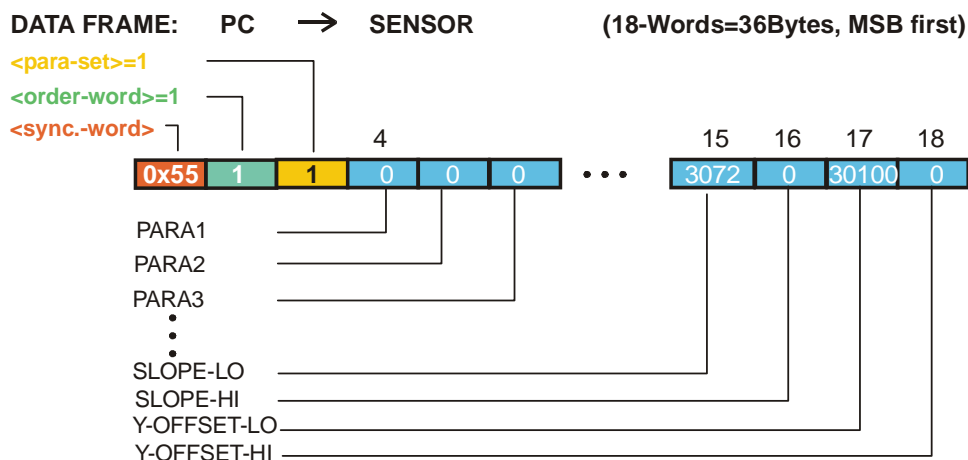 DATA FRAME: PC → SENSOR (18-Words=36Bytes, MSB first)
<para-set>=1
<order-word>=1
<sync.-word>
4 15 16 17 18
0x55 1 1 0 0 0 • • • 3072 0 30100 0
PARA1
PARA2
PARA3
SLOPE-LO
SLOPE-HI
Y-OFFSET-LO
Y-OFFSET-HI